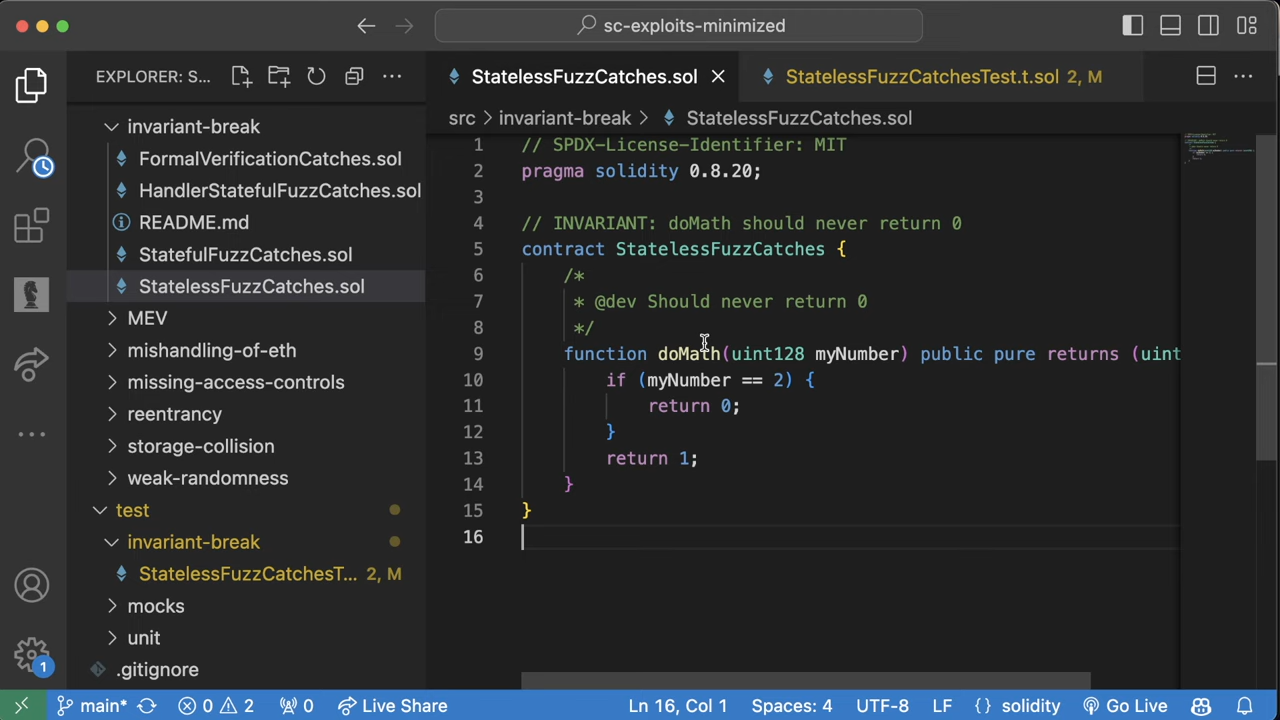 sc-exploits-minimized
EXPLORER: S...
StatelessFuzzCatches.sol
StatelessFuzzCatchesTest.t.sol 2, M
src > invariant-break > StatelessFuzzCatches.sol
invariant-break
FormalVerificationCatches.sol
HandlerStatefulFuzzCatches.sol
README.md
StatefulFuzzCatches.sol
StatelessFuzzCatches.sol
MEV
mishandling-of-eth
missing-access-controls
reentrancy
storage-collision
weak-randomness
test
invariant-break
StatelessFuzzCatchesT... 2, M
mocks
unit
.gitignore
1 // SPDX-License-Identifier: MIT
2 pragma solidity 0.8.20;
3
4 // INVARIANT: doMath should never return 0
5 contract StatelessFuzzCatches {
6 /*
7 * @dev Should never return 0
8 */
9 function doMath(uint128 myNumber) public pure returns (uint
10 if (myNumber == 2) {
11 return 0;
12 }
13 return 1;
14 }
15 }
16
1
main* 0 2 0 Live Share Ln 16, Col 1 Spaces: 4 UTF-8 LF {} solidity Go Live